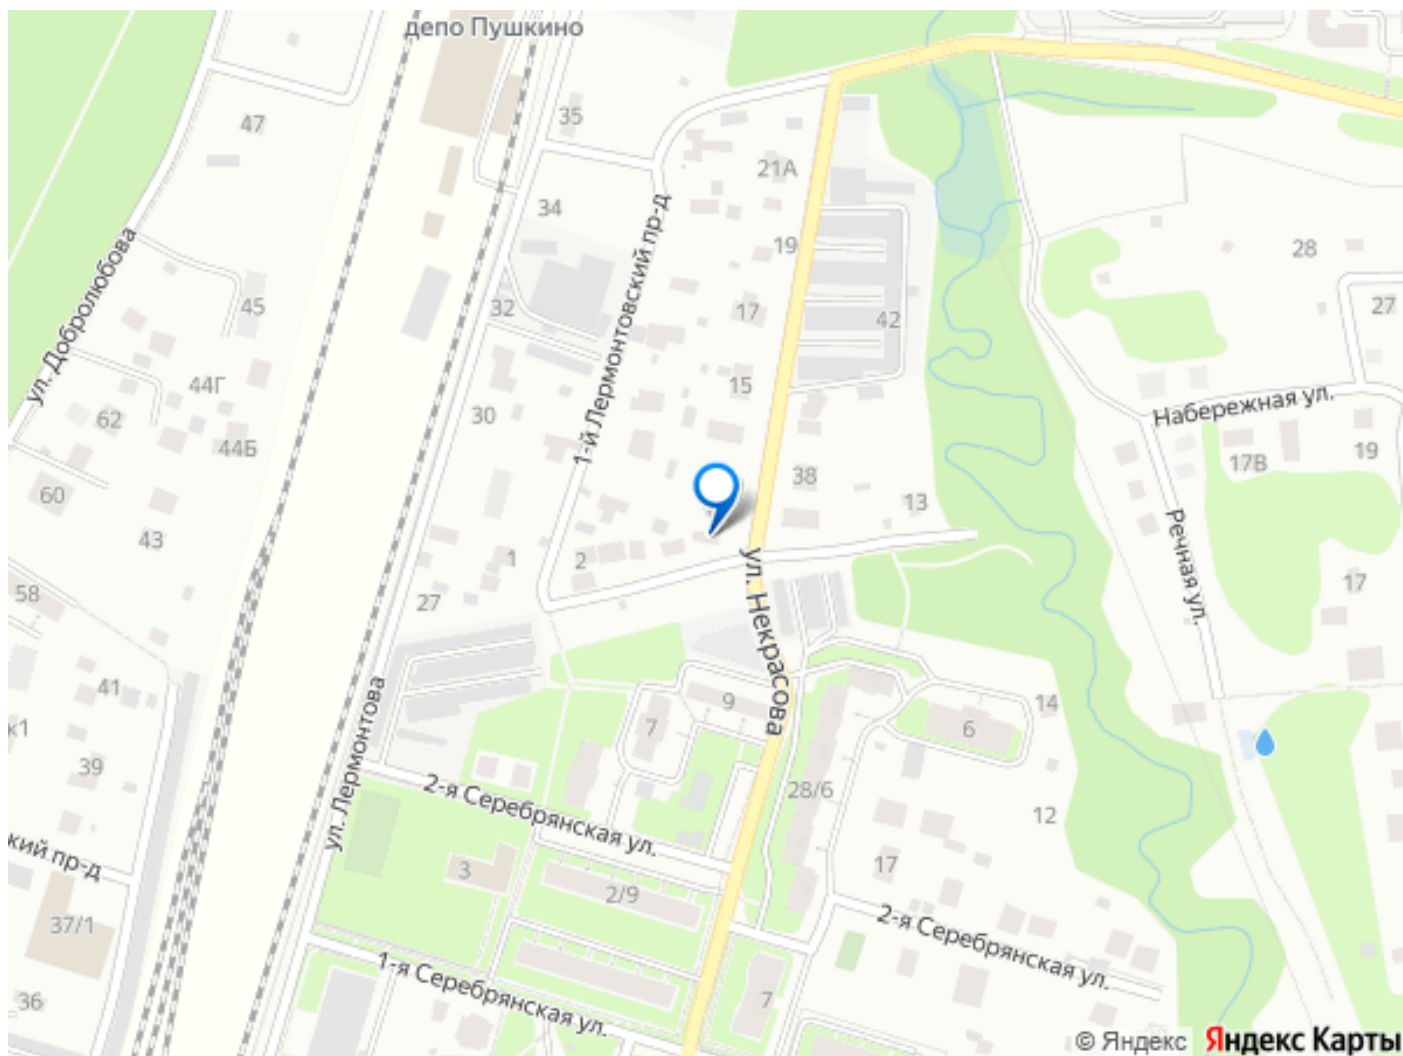 депо Пушкино
47
35
21А
34
ул. Добролюбова
1-й Лермонтовский пр-д
19
28
45
32
17
42
27
44Г
15
62
30
Набережная ул.
44Б
38
17В
19
60
13
43
1
2
Речная ул.
58
27
ул. Некрасова
17
41
ул. Лермонтова
9
14
к1
7
6
39
2-я Серебрянская ул.
28/6
12
кий пр-д
3
2/9
17
37/1
2-я Серебрянская ул.
1-я Серебрянская ул.
36
7
© Яндекс Яндекс Карты